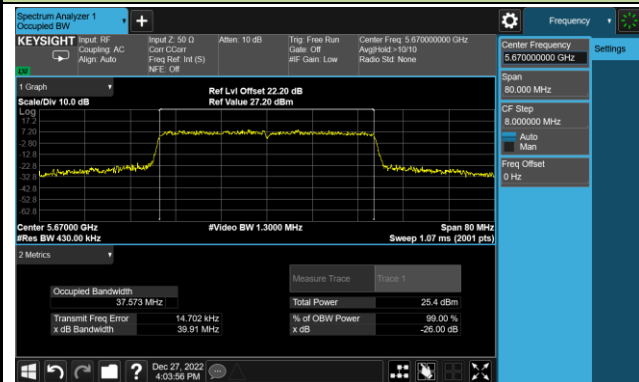 Spectrum Analyzer 1
Occupied BW
+
Frequency
KEYSIGHT
Input: RF
Coupling: AC
Align: Auto
Input Z: 50 Ω
Corr CCorr
Freq Ref: Int (S)
NFE: Off
Atten: 10 dB
Trig: Free Run
Gate: Off
#IF Gain: Low
Center Freq: 5.670000000 GHz
Avg|Hold:>10/10
Radio Std: None
LXI
Center Frequency
5.670000000 GHz
Settings
Span
80.000 MHz
CF Step
8.000000 MHz
Auto
Man
Freq Offset
0 Hz
1 Graph
Scale/Div 10.0 dB
Ref Lvl Offset 22.20 dB
Ref Value 27.20 dBm
Log
17.2
7.20
-2.80
-12.8
-22.8
-32.8
-42.8
-52.8
-62.8
Center 5.67000 GHz
#Res BW 430.00 kHz
#Video BW 1.3000 MHz
Span 80 MHz
Sweep 1.07 ms (2001 pts)
2 Metrics
Measure Trace
Trace 1
Occupied Bandwidth
37.573 MHz
Total Power
25.4 dBm
Transmit Freq Error
14.702 kHz
% of OBW Power
99.00 %
x dB Bandwidth
39.91 MHz
x dB
-26.00 dB
?
Dec 27, 2022
4:03:56 PM